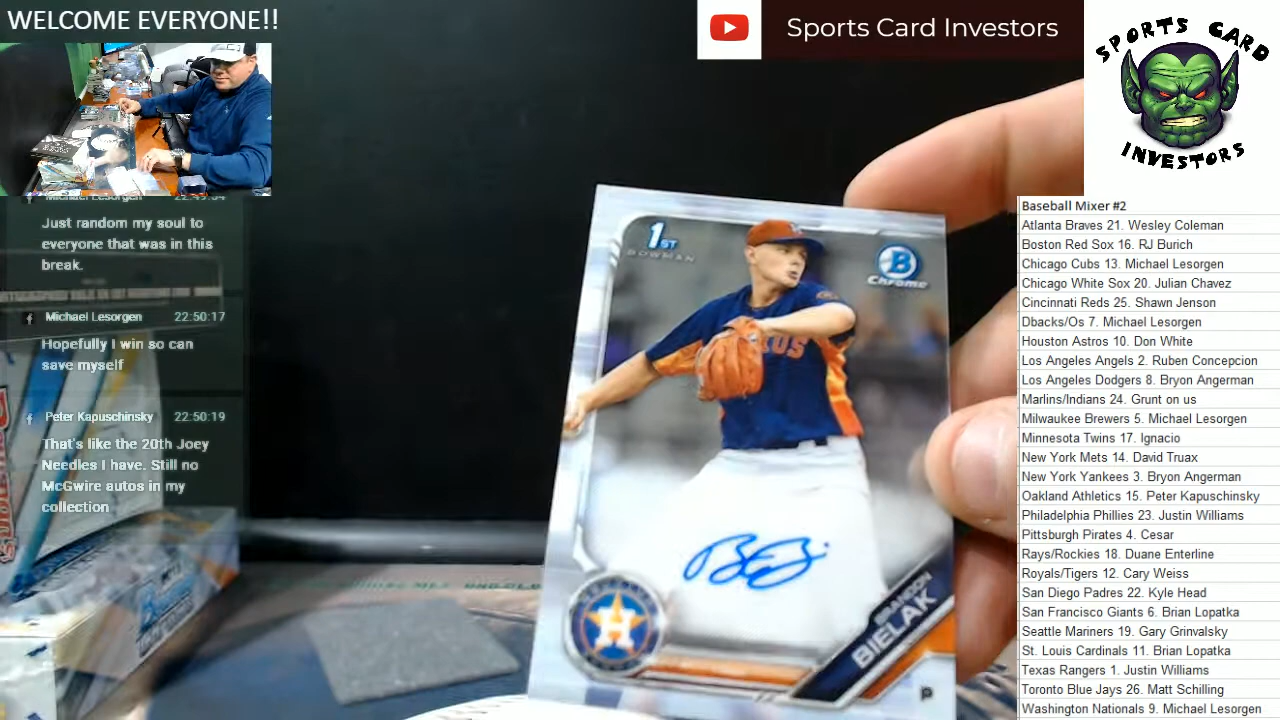 WELCOME EVERYONE!!
Sports Card Investors
SPORTS CARD
INVESTORS
Michael Lesorgen
Just random my soul to
everyone that was in this
break.
Michael Lesorgen 22:50:17
Hopefully I win so can
save myself
Peter Kapuschinsky 22:50:19
That's like the 20th Joey
Needles I have. Still no
McGwire autos in my
collection
1ST
BOWMAN
B
Chrome
H
BIELAK
P
Baseball Mixer #2
Atlanta Braves 21. Wesley Coleman
Boston Red Sox 16. RJ Burich
Chicago Cubs 13. Michael Lesorgen
Chicago White Sox 20. Julian Chavez
Cincinnati Reds 25. Shawn Jenson
Dbacks/Os 7. Michael Lesorgen
Houston Astros 10. Don White
Los Angeles Angels 2. Ruben Concepcion
Los Angeles Dodgers 8. Bryon Angerman
Marlins/Indians 24. Grunt on us
Milwaukee Brewers 5. Michael Lesorgen
Minnesota Twins 17. Ignacio
New York Mets 14. David Truax
New York Yankees 3. Bryon Angerman
Oakland Athletics 15. Peter Kapuschinsky
Philadelphia Phillies 23. Justin Williams
Pittsburgh Pirates 4. Cesar
Rays/Rockies 18. Duane Enterline
Royals/Tigers 12. Cary Weiss
San Diego Padres 22. Kyle Head
San Francisco Giants 6. Brian Lopatka
Seattle Mariners 19. Gary Grinvalsky
St. Louis Cardinals 11. Brian Lopatka
Texas Rangers 1. Justin Williams
Toronto Blue Jays 26. Matt Schilling
Washington Nationals 9. Michael Lesorgen